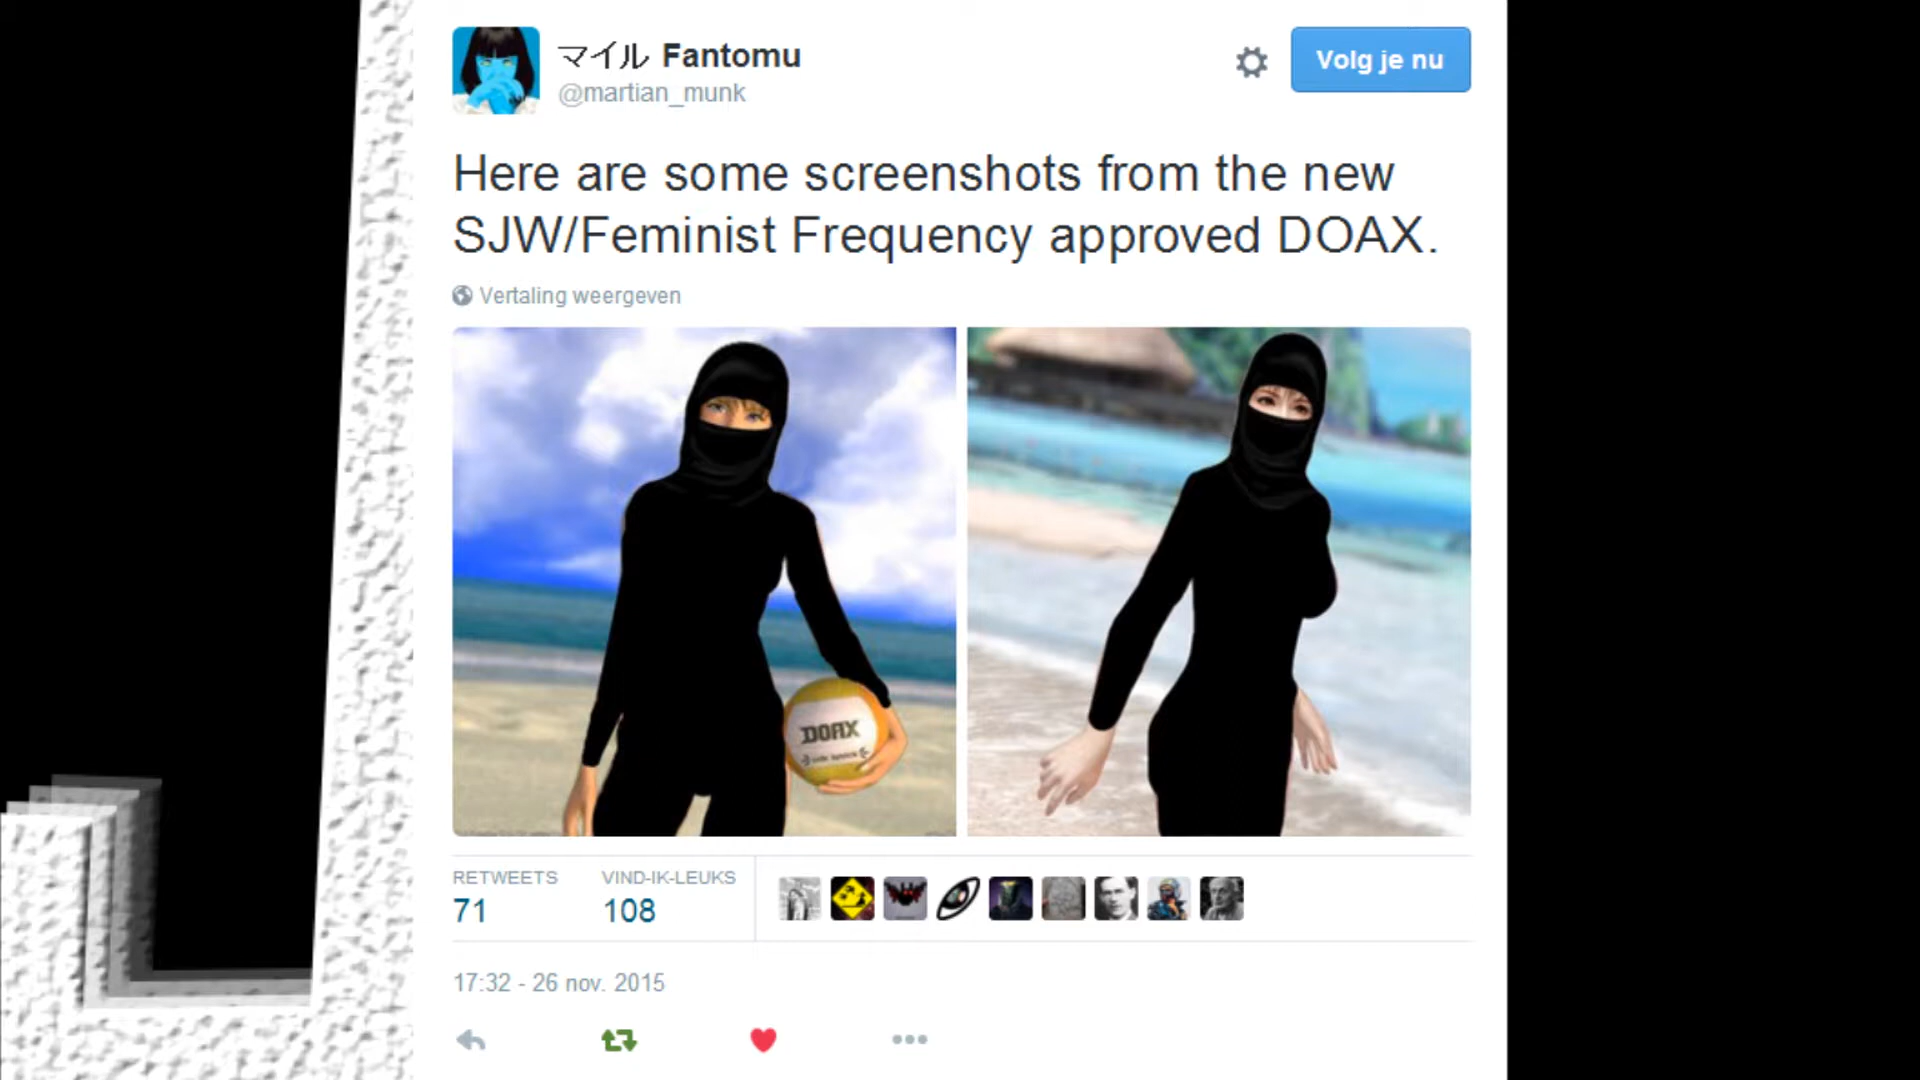 マイル Fantomu
@martian_munk
Volg je nu
Here are some screenshots from the new
SJW/Feminist Frequency approved DOAX.
Vertaling weergeven
DOAX
RETWEETS
71
VIND-IK-LEUKS
108
17:32 - 26 nov. 2015